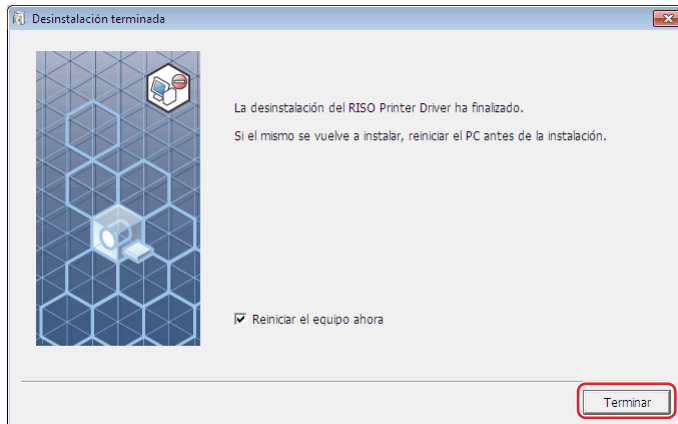 Desinstalación terminada
La desinstalación del RISO Printer Driver ha finalizado.
Si el mismo se vuelve a instalar, reiniciar el PC antes de la instalación.
Reiniciar el equipo ahora
Terminar